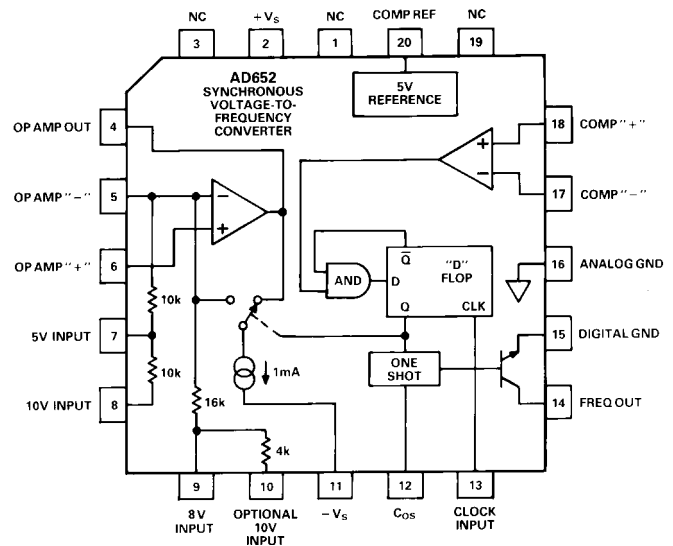 NC +VS NC COMP REF NC
3 2 1 20 19
AD652
SYNCHRONOUS
VOLTAGE-TO-
FREQUENCY
CONVERTER
5V
REFERENCE
OP AMP OUT 4
18 COMP "+"
OP AMP "–" 5
17 COMP "–"
OP AMP "+" 6
16 ANALOG GND
AND
D
Q̅
"D"
FLOP
Q
CLK
10k
5V INPUT 7
15 DIGITAL GND
ONE
SHOT
10k
1mA
10V INPUT 8
14 FREQ OUT
16k
4k
9 10 11 12 13
8V
INPUT
OPTIONAL
10V
INPUT
–VS
COS
CLOCK
INPUT
+
–
–
+